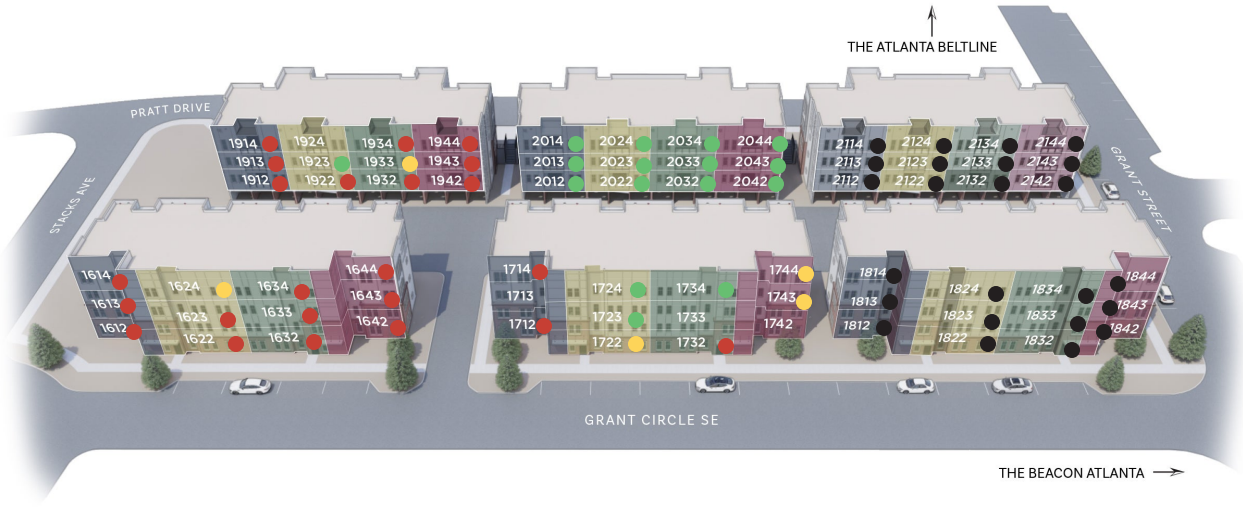 THE ATLANTA BELTLINE
PRATT DRIVE
STACKS AVE
GRANT STREET
1914 1924 1934 1944
1913 1923 1933 1943
1912 1922 1932 1942
2014 2024 2034 2044
2013 2023 2033 2043
2012 2022 2032 2042
2114 2124 2134 2144
2113 2123 2133 2143
2112 2122 2132 2142
1614 1624 1634 1644
1613 1623 1633 1643
1612 1622 1632 1642
1714 1724 1734 1744
1713 1723 1733 1743
1712 1722 1732 1742
1814 1824 1834 1844
1813 1823 1833 1843
1812 1822 1832 1842
GRANT CIRCLE SE
THE BEACON ATLANTA